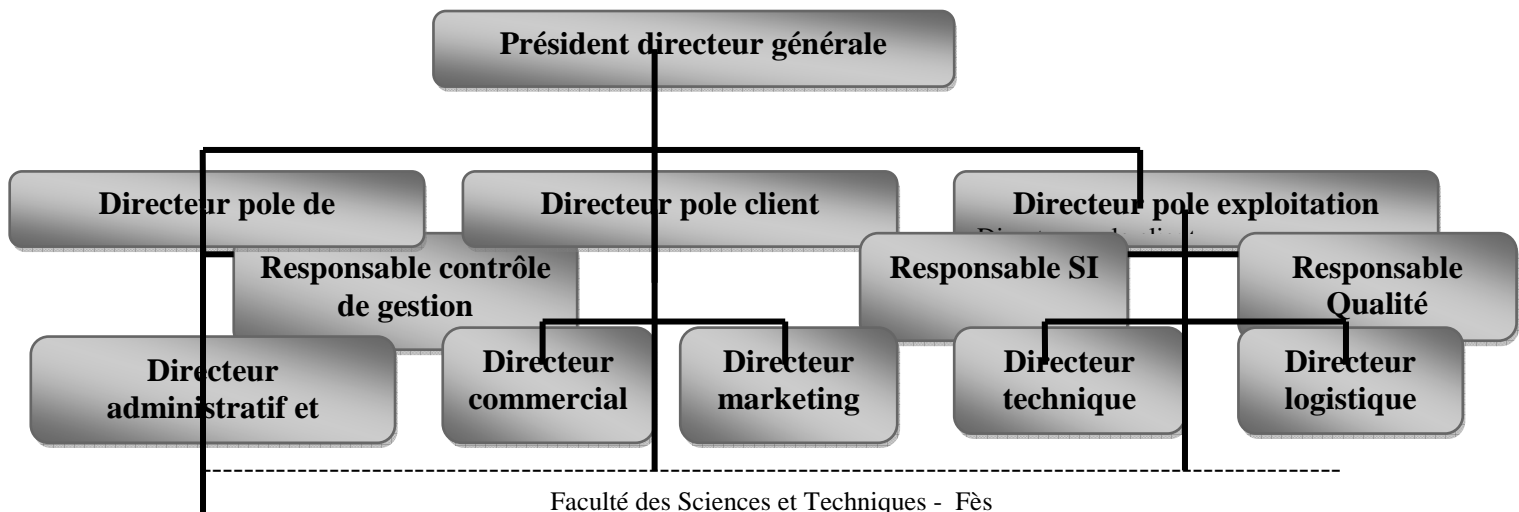 Président directeur générale
Directeur pole de
Directeur pole client
Directeur pole exploitation
Responsable contrôle
de gestion
Responsable SI
Responsable
Qualité
Directeur
administratif et
Directeur
commercial
Directeur
marketing
Directeur
technique
Directeur
logistique
Faculté des Sciences et Techniques - Fès